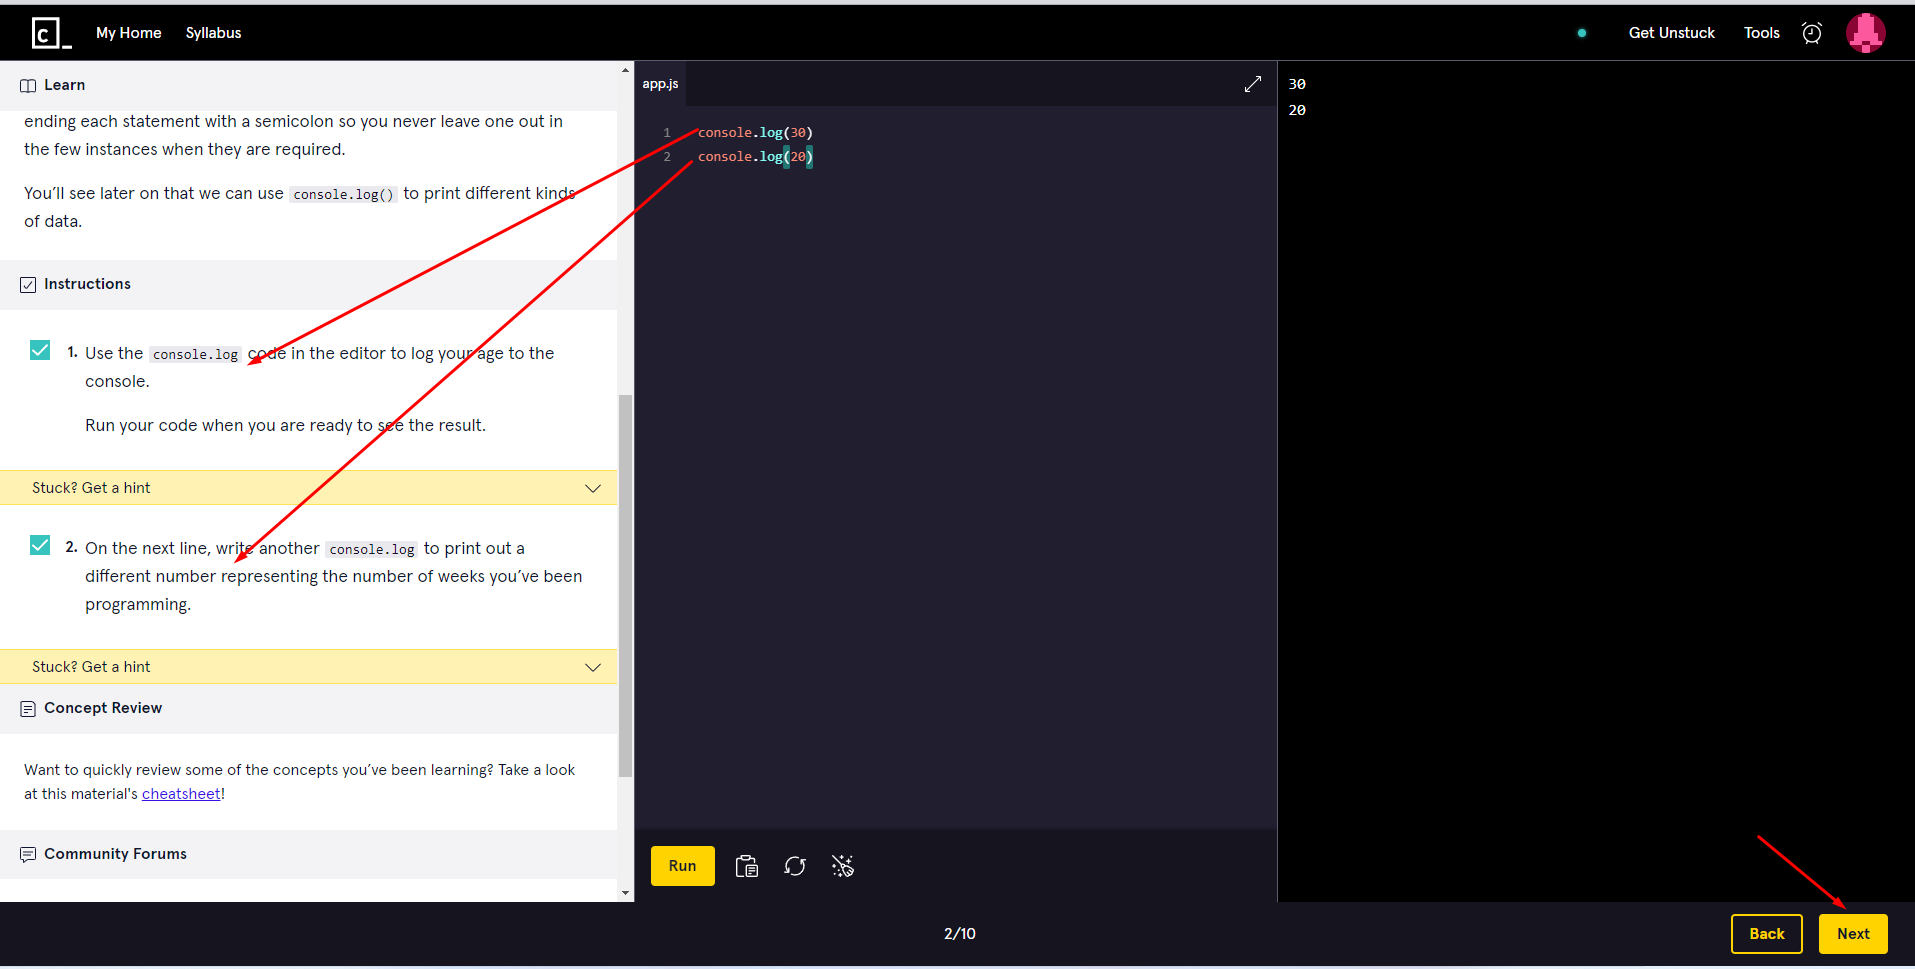 C_ My Home Syllabus Get Unstuck Tools
Learn
ending each statement with a semicolon so you never leave one out in
the few instances when they are required.
You’ll see later on that we can use console.log() to print different kinds
of data.
Instructions
1. Use the console.log code in the editor to log your age to the
console.
Run your code when you are ready to see the result.
Stuck? Get a hint
2. On the next line, write another console.log to print out a
different number representing the number of weeks you’ve been
programming.
Stuck? Get a hint
Concept Review
Want to quickly review some of the concepts you’ve been learning? Take a look
at this material's cheatsheet!
Community Forums
app.js
1 console.log(30)
2 console.log(20)
Run
30
20
2/10
Back Next